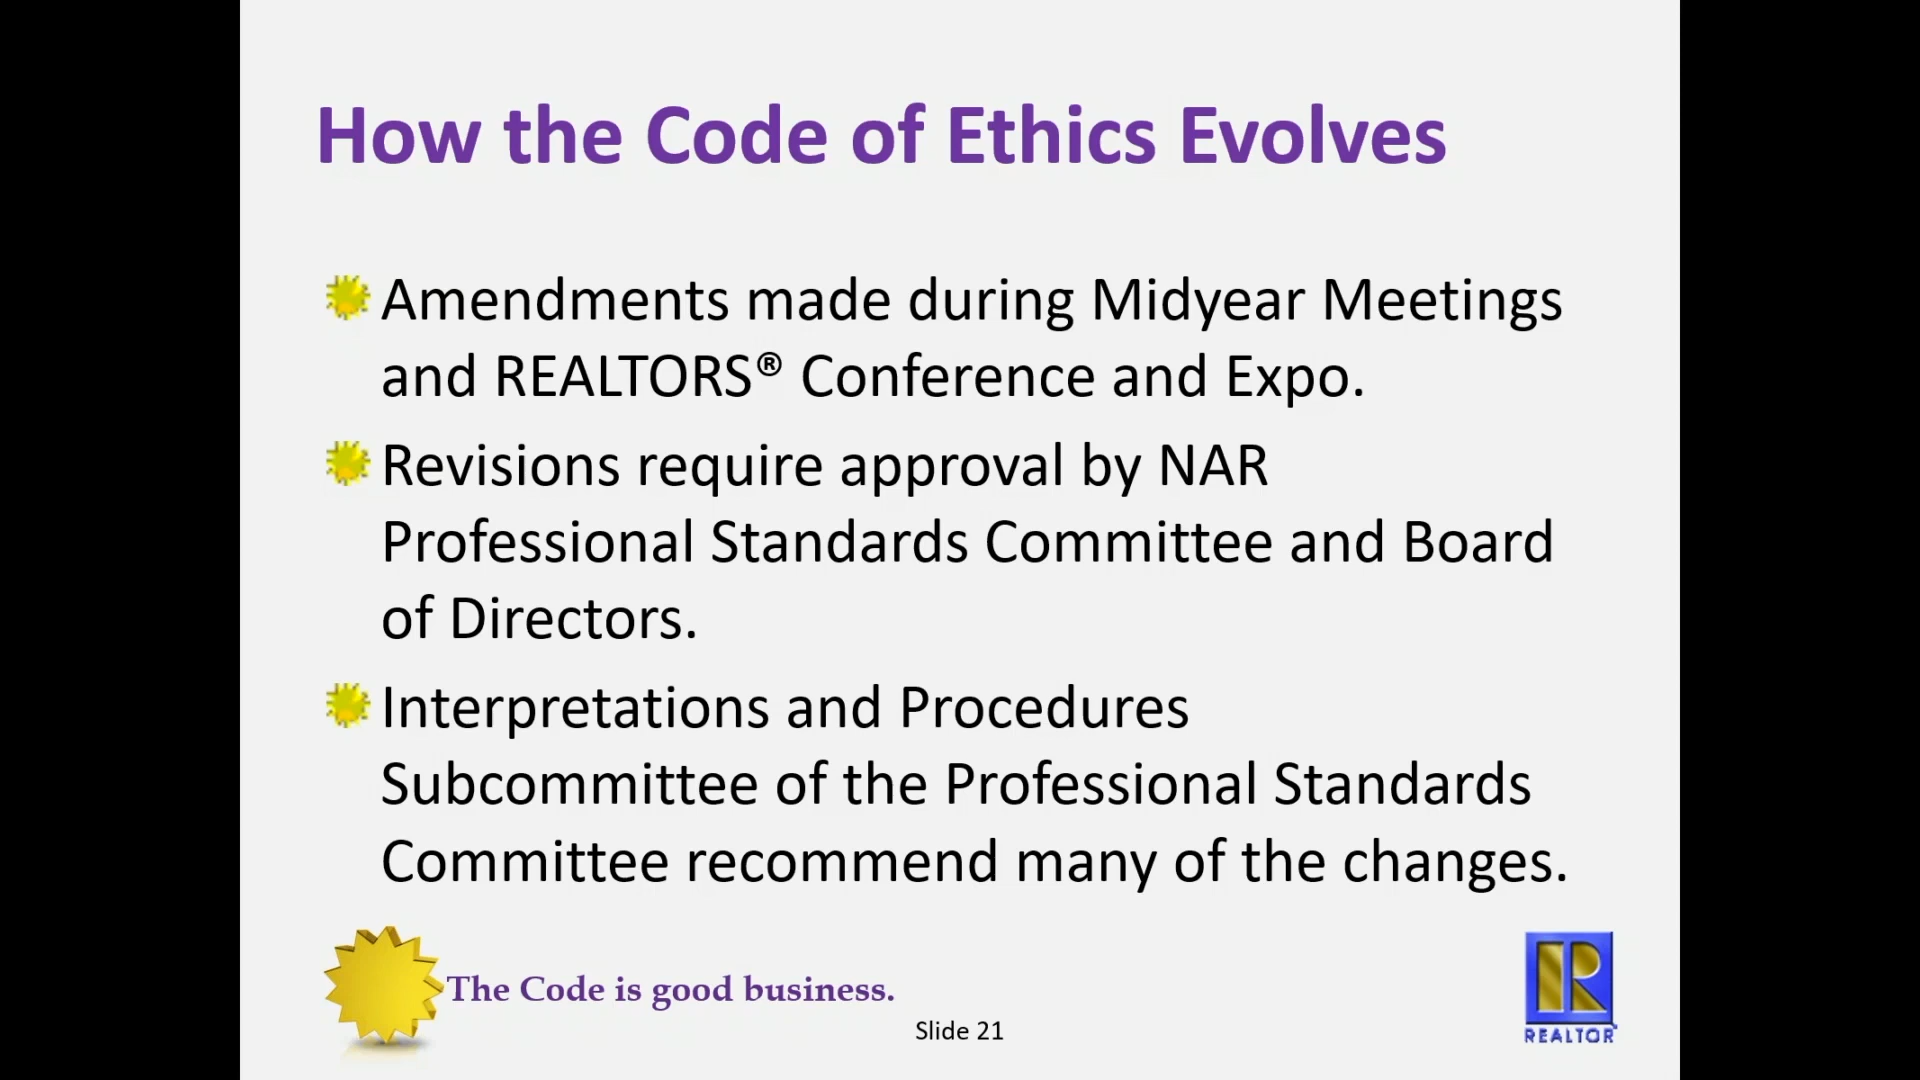 How the Code of Ethics Evolves
Amendments made during Midyear Meetings
and REALTORS® Conference and Expo.
Revisions require approval by NAR
Professional Standards Committee and Board
of Directors.
Interpretations and Procedures
Subcommittee of the Professional Standards
Committee recommend many of the changes.
The Code is good business.
Slide 21
R
REALTOR